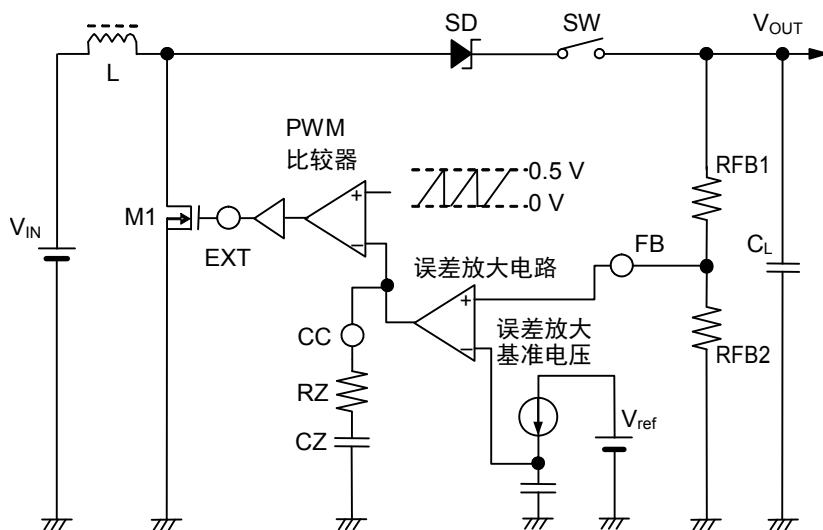 SD
SW
VOUT
L
PWM
比较器
0.5 V
0 V
RFB1
M1
VIN
EXT
+
−
误差放大电路
FB
CL
CC
+
−
误差放大
基准电压
RFB2
RZ
CZ
Vref